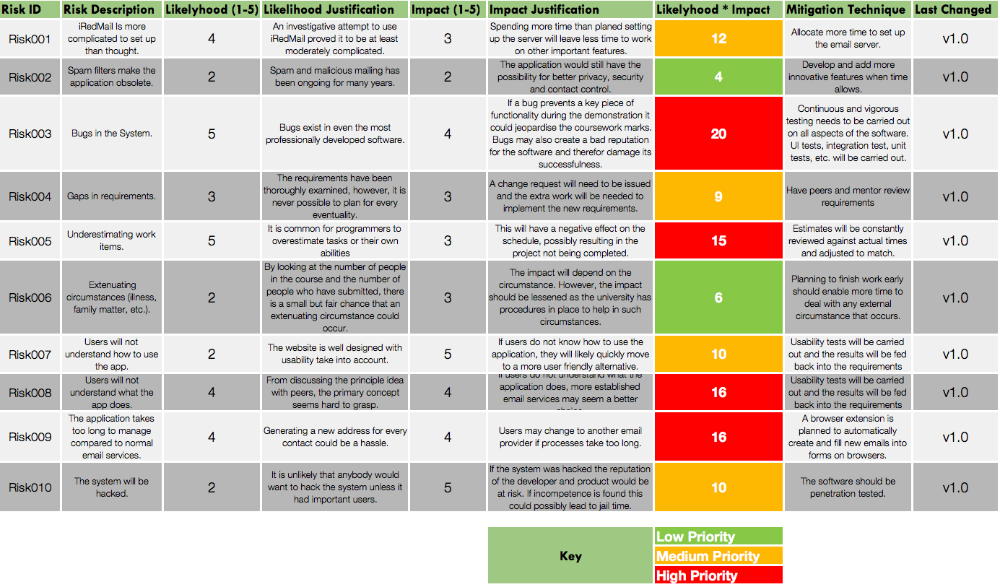 Risk ID Risk Description Likelyhood (1-5) Likelihood Justification Impact (1-5) Impact Justification Likelyhood * Impact Mitigation Technique Last Changed
Risk001
iRedMail Is more
complicated to set up
than thought.
4
An investigative attempt to use
iRedMail proved it to be at least
moderately complicated.
3
Spending more time than planed setting
up the server will leave less time to work
on other important features.
12
Allocate more time to set up
the email server.
v1.0
Risk002
Spam filters make the
application obsolete.
2
Spam and malicious mailing has
been ongoing for many years.
2
The application would still have the
possibility for better privacy, security
and contact control.
4
Develop and add more
innovative features when time
allows.
v1.0
Risk003
Bugs in the System.
5
Bugs exist in even the most
professionally developed software.
4
If a bug prevents a key piece of
functionality during the demonstration it
could jeopardise the coursework marks.
Bugs may also create a bad reputation
for the software and therefor damage its
successfulness.
20
Continuous and vigorous
testing needs to be carried out
on all aspects of the software.
UI tests, integration test, unit
tests, etc. will be carried out.
v1.0
Risk004
Gaps in requirements.
3
The requirements have been
thoroughly examined, however, it is
never possible to plan for every
eventuality.
3
A change request will need to be issued
and the extra work will be needed to
implement the new requirements.
9
Have peers and mentor review
requirements
v1.0
Risk005
Underestimating work
items.
5
It is common for programmers to
overestimate tasks or their own
abilities
3
This will have a negative effect on the
schedule, possibly resulting in the
project not being completed.
15
Estimates will be constantly
reviewed against actual times
and adjusted to match.
v1.0
Risk006
Extenuating
circumstances (illness,
family matter, etc.).
2
By looking at the number of people
in the course and the number of
people who have submitted, there
is a small but fair chance that an
extenuating circumstance could
occur.
3
The impact will depend on the
circumstance. However, the impact
should be lessened as the university has
procedures in place to help in such
circumstances.
6
Planning to finish work early
should enable more time to
deal with any external
circumstance that occurs.
v1.0
Risk007
Users will not
understand how to use
the app.
2
The website is well designed with
usability take into account.
5
If users do not know how to use the
application, they will likely quickly move
to a more user friendly alternative.
10
Usability tests will be carried
out and the results will be fed
back into the requirements
v1.0
Risk008
Users will not
understand what the
app does.
4
From discussing the principle idea
with peers, the primary concept
seems hard to grasp.
4
If users do not understand what the
application does, more established
email services may seem a better
16
Usability tests will be carried
out and the results will be fed
back into the requirements
v1.0
Risk009
The application takes
too long to manage
compared to normal
email services.
4
Generating a new address for every
contact could be a hassle.
4
Users may change to another email
provider if processes take too long.
16
A browser extension is
planned to automatically
create and fill new emails into
forms on browsers.
v1.0
Risk010
The system will be
hacked.
2
It is unlikely that anybody would
want to hack the system unless it
had important users.
5
If the system was hacked the reputation
of the developer and product would be
at risk. If incompetence is found this
could possibly lead to jail time.
10
The software should be
penetration tested.
v1.0
Key
Low Priority
Medium Priority
High Priority